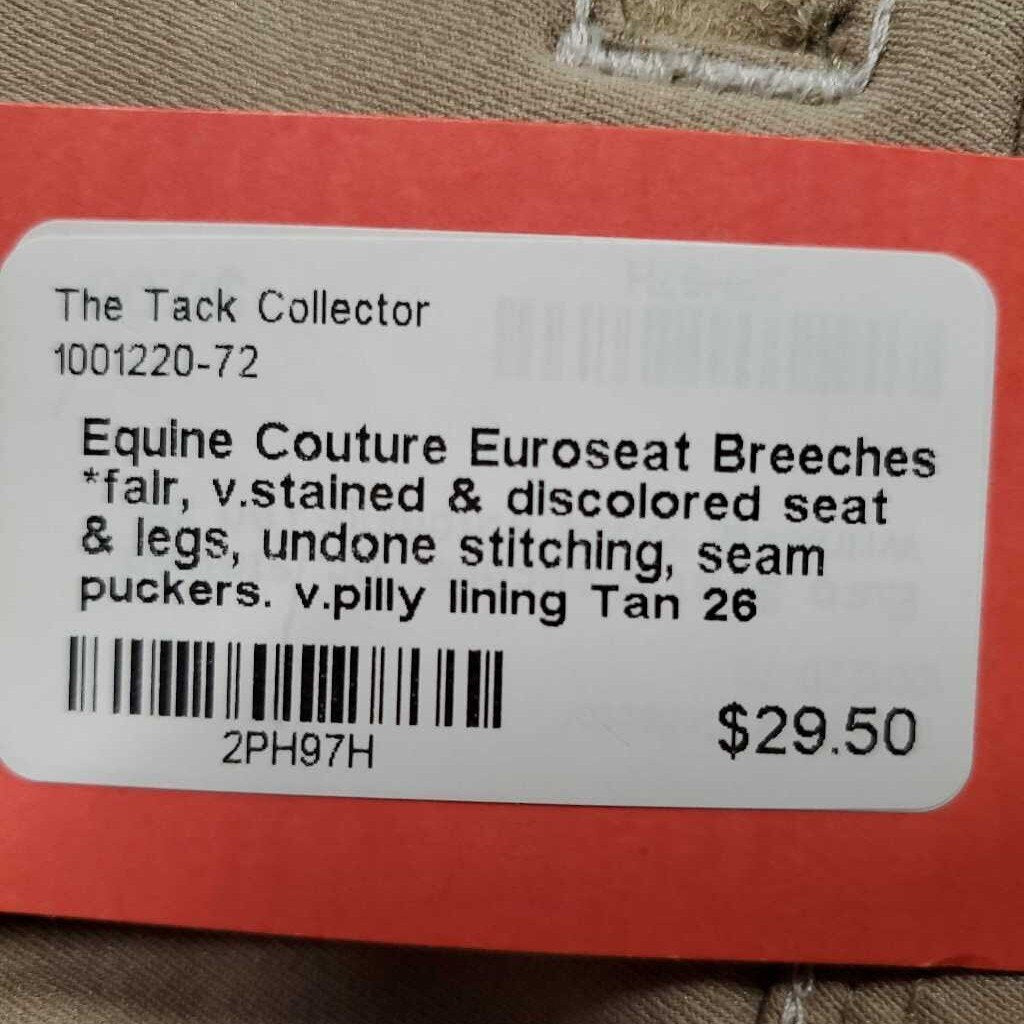 The Tack Collector
1001220-72
Equine Couture Euroseat Breeches
*fair, v.stained & discolored seat
& legs, undone stitching, seam
puckers. v.pilly lining Tan 26
2PH97H
$29.50